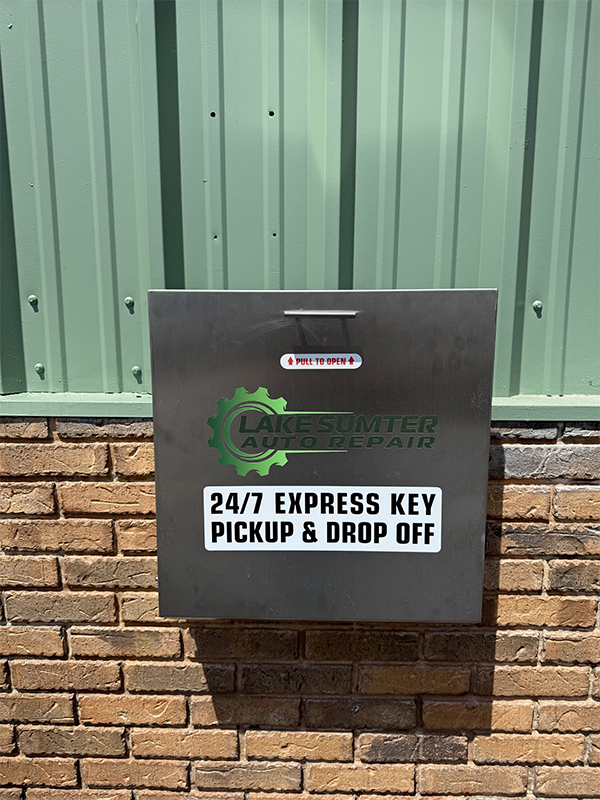 PULL TO OPEN
LAKE SUMTER
AUTO REPAIR
24/7 EXPRESS KEY
PICKUP & DROP OFF